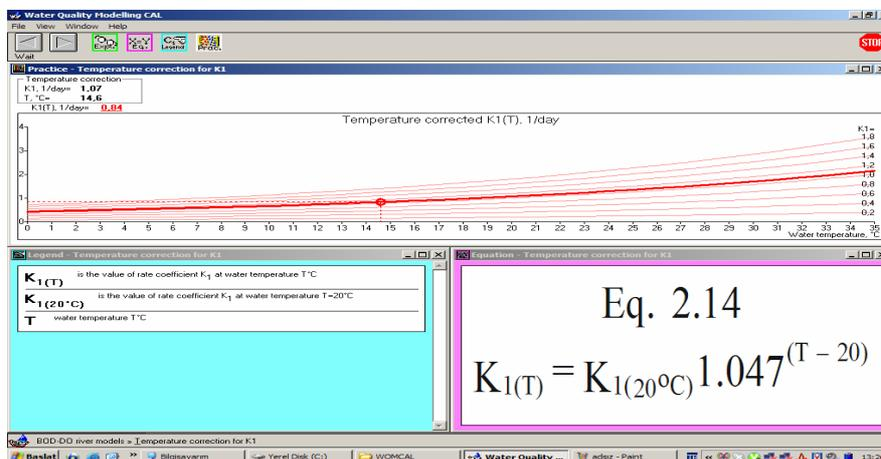 Water Quality Modelling CAL
File View Window Help
Wait
Expl. X=Y Eq. Legend Prac. STOP
Practice - Temperature correction for K1
Temperature correction
K1, 1/day= 1,07
T, °C= 14,6
K1(T), 1/day= 0,84
Temperature corrected K1(T), 1/day
K1=
4
3
2
1
0
1,8
1,6
1,4
1,2
1,0
0,8
0,6
0,4
0,2
0 1 2 3 4 5 6 7 8 9 10 11 12 13 14 15 16 17 18 19 20 21 22 23 24 25 26 27 28 29 30 31 32 33 34 35
Water temperature, °C
Legend - Temperature correction for K1
K1(T) is the value of rate coefficient K1 at water temperature T°C
K1(20°C) is the value of rate coefficient K1 at water temperature T=20°C
T water temperature T°C
Equation - Temperature correction for K1
Eq. 2.14
K1(T) = K1(20°C) 1.047^(T – 20)
BOD-DO river models » Temperature correction for K1
Başlat » Bilgisayarım Yerel Disk (C:) WQMCAL Water Quality ... adsız - Paint «